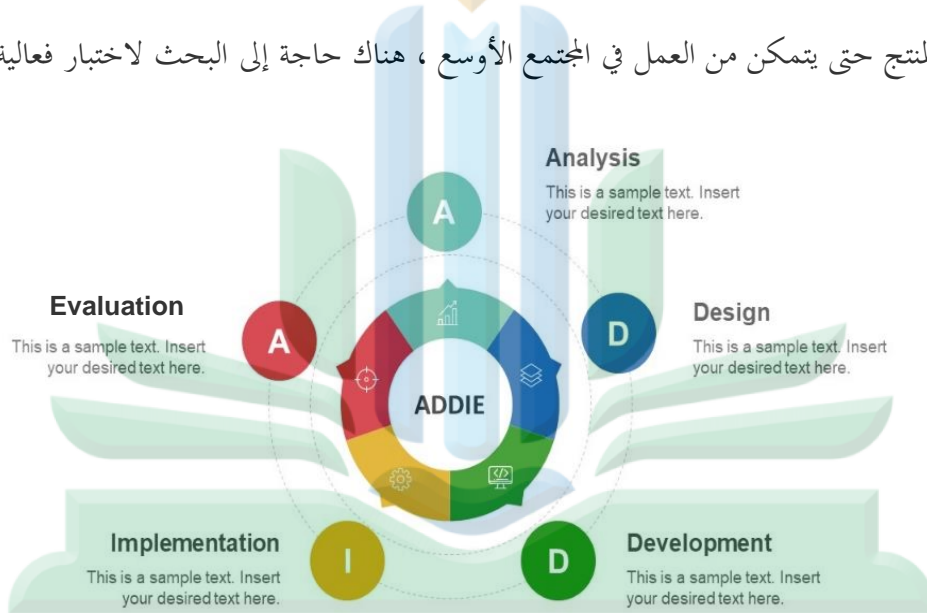 لنتج حتى يتمكن من العمل في المجتمع الأوسع ، هناك حاجة إلى البحث لاختبار فعالية
Analysis
This is a sample text. Insert
your desired text here.
A
Evaluation
This is a sample text. Insert
your desired text here.
A
D
Design
This is a sample text. Insert
your desired text here.
ADDIE
Implementation
This is a sample text. Insert
your desired text here.
I
D
Development
This is a sample text. Insert
your desired text here.